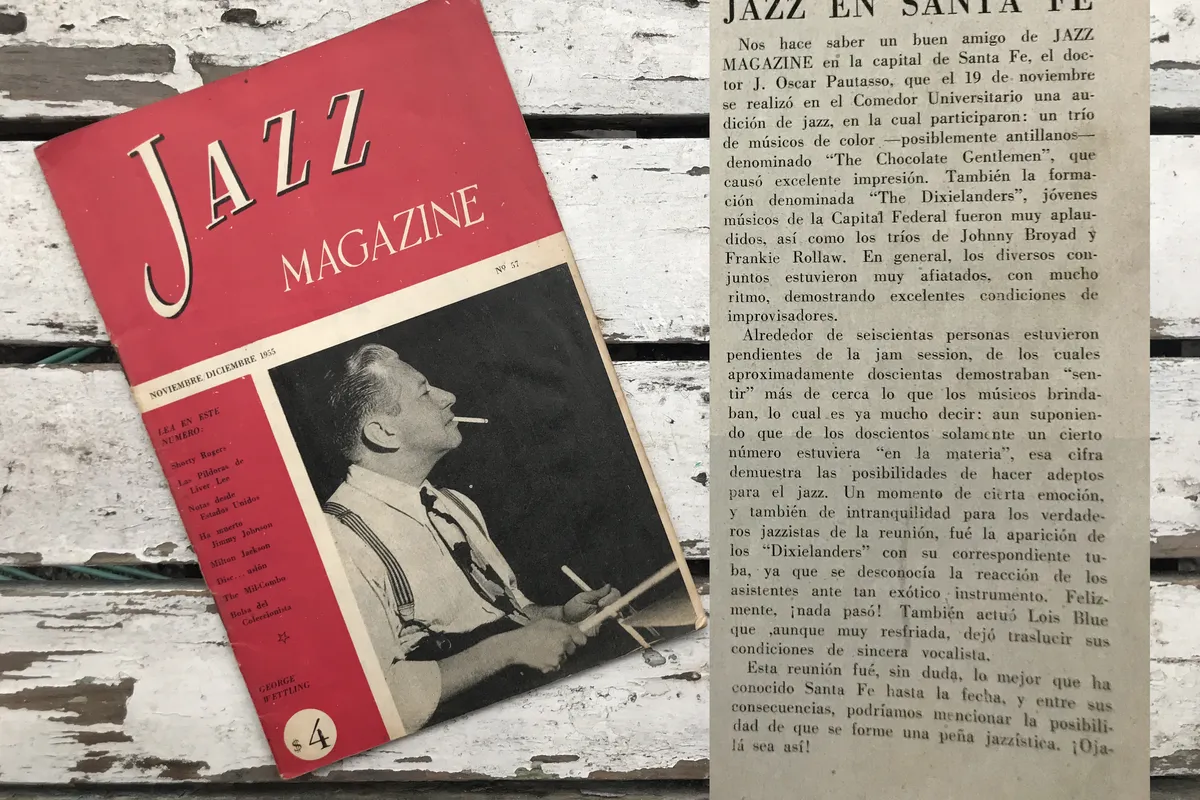 JAZZ
MAGAZINE
Nº 57
NOVIEMBRE/DICIEMBRE 1955
LEA EN ESTE
NUMERO:
Shorty Rogers
Las Píldoras de
Liver Lee
Notas desde
Estados Unidos
Ha muerto
Jimmy Johnson
Milton Jackson
Disc... usión
The Mil-Combo
Bolsa del
Coleccionista
GEORGE
WETTLING
$ 4
JAZZ EN SANTA FE
Nos hace saber un buen amigo de JAZZ
MAGAZINE en la capital de Santa Fe, el doc-
tor J. Oscar Pautasso, que el 19 de noviembre
se realizó en el Comedor Universitario una au-
dición de jazz, en la cual participaron: un trío
de músicos de color —posiblemente antillanos—
denominado “The Chocolate Gentlemen”, que
causó excelente impresión. También la forma-
ción denominada “The Dixielanders”, jóvenes
músicos de la Capital Federal fueron muy aplau-
didos, así como los tríos de Johnny Broyad y
Frankie Rollaw. En general, los diversos con-
juntos estuvieron muy afiatados, con mucho
ritmo, demostrando excelentes condiciones de
improvisadores.
Alrededor de seiscientas personas estuvieron
pendientes de la jam session, de los cuales
aproximadamente doscientas demostraban “sen-
tir” más de cerca lo que los músicos brinda-
ban, lo cual es ya mucho decir: aun suponien-
do que de los doscientos solamente un cierto
número estuviera “en la materia”, esa cifra
demuestra las posibilidades de hacer adeptos
para el jazz. Un momento de cierta emoción,
y también de intranquilidad para los verdade-
ros jazzistas de la reunión, fué la aparición de
los “Dixielanders” con su correspondiente tu-
ba, ya que se desconocía la reacción de los
asistentes ante tan exótico instrumento. Feliz-
mente, ¡nada pasó! También actuó Lois Blue
que ,aunque muy resfriada, dejó traslucir sus
condiciones de sincera vocalista.
Esta reunión fué, sin duda, lo mejor que ha
conocido Santa Fe hasta la fecha, y entre sus
consecuencias, podríamos mencionar la posibili-
dad de que se forme una peña jazzística. ¡Oja-
lá sea así!